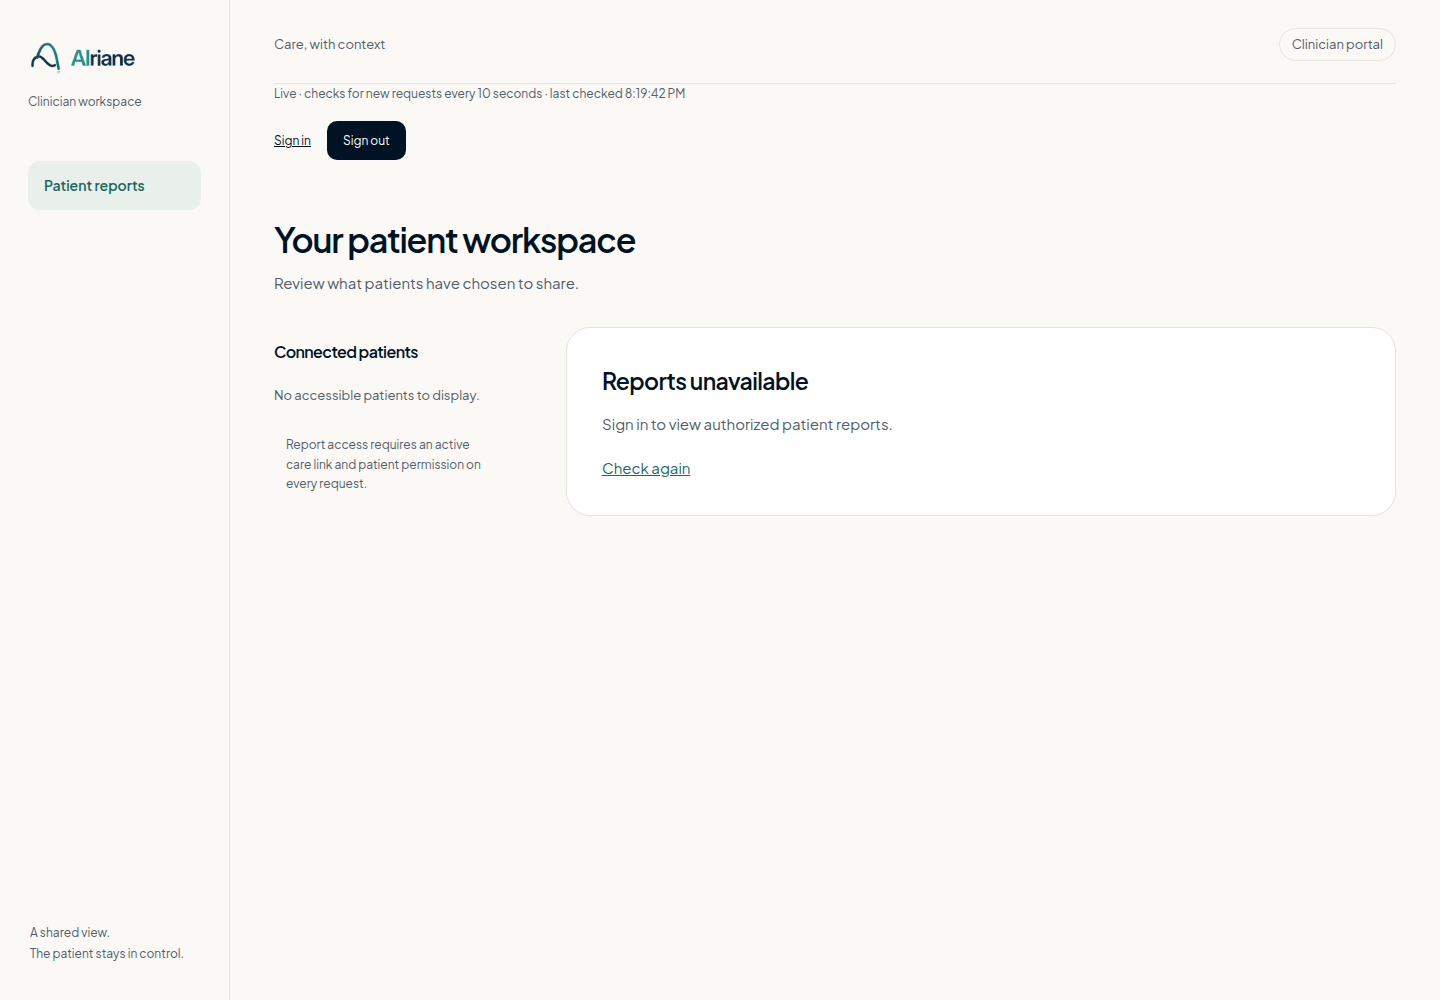 AIriane
Clinician workspace
Patient reports
A shared view.
The patient stays in control.
Care, with context
Clinician portal
Live · checks for new requests every 10 seconds · last checked 8:19:42 PM
Sign in
Sign out
Your patient workspace
Review what patients have chosen to share.
Connected patients
No accessible patients to display.
Report access requires an active
care link and patient permission on
every request.
Reports unavailable
Sign in to view authorized patient reports.
Check again